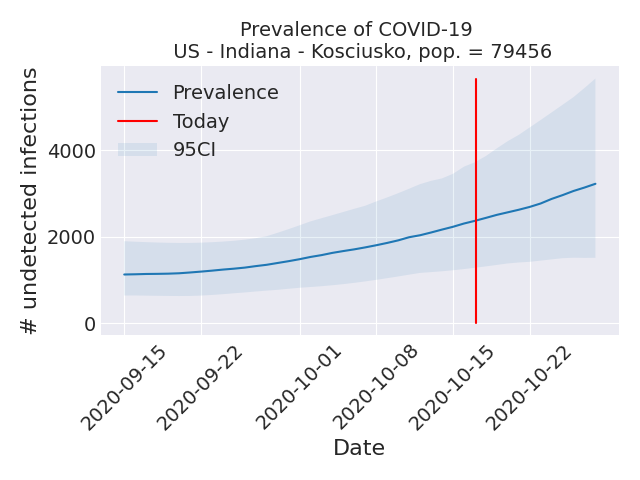 Prevalence of COVID-19
US - Indiana - Kosciusko, pop. = 79456
# undetected infections
Prevalence
Today
95CI
4000
2000
0
2020-09-15
2020-09-22
2020-10-01
2020-10-08
2020-10-15
2020-10-22
Date